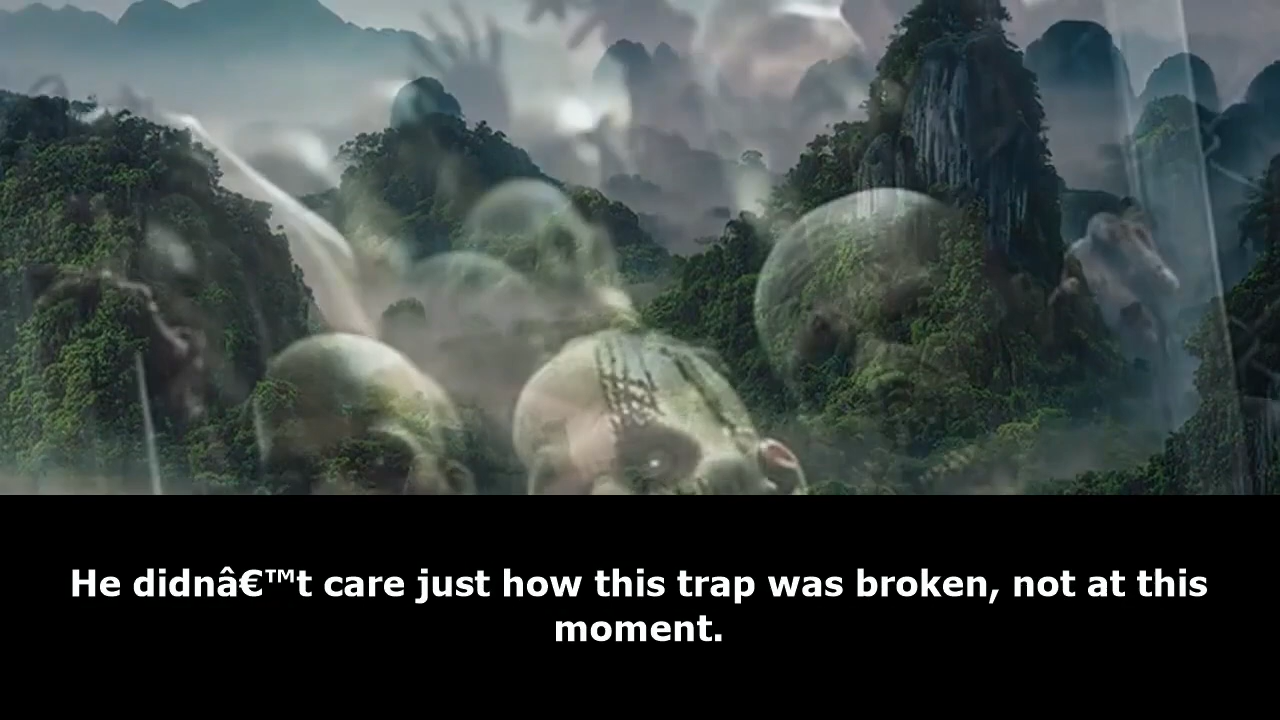 He didnâ€™t care just how this trap was broken, not at this
moment.